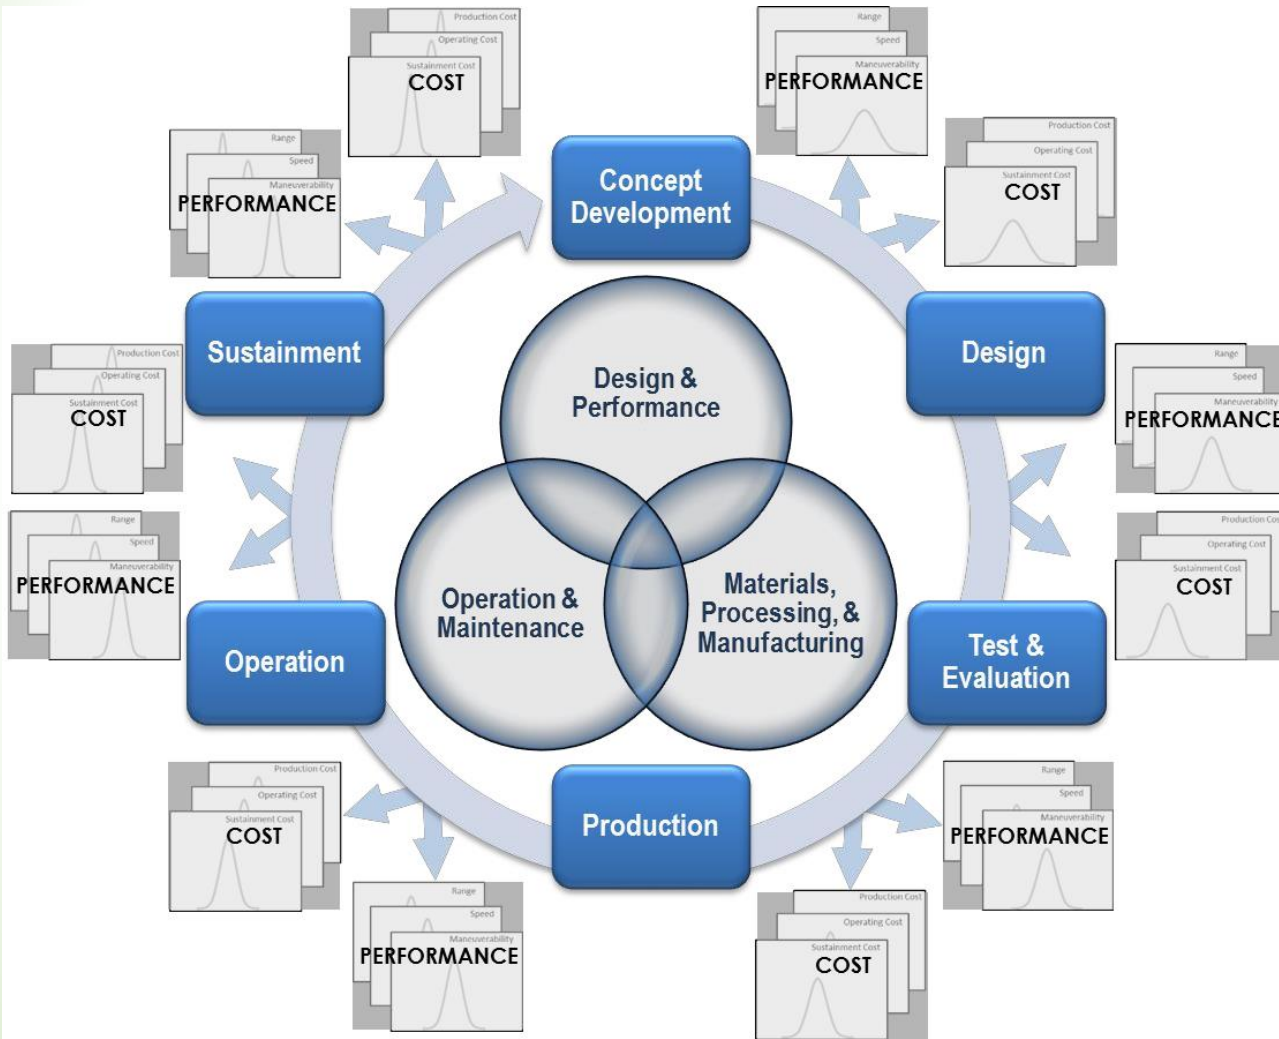 Production Cost
Operating Cost
Sustainment Cost
COST
Range
Speed
Maneuverability
PERFORMANCE
Range
Speed
Maneuverability
PERFORMANCE
Production Cost
Operating Cost
Sustainment Cost
COST
Concept
Development
Sustainment
Design
Production Cost
Operating Cost
Sustainment Cost
COST
Range
Speed
Maneuverability
PERFORMANCE
Design &
Performance
Range
Speed
Maneuverability
PERFORMANCE
Production Cost
Operating Cost
Sustainment Cost
COST
Operation &
Maintenance
Materials,
Processing, &
Manufacturing
Operation
Test &
Evaluation
Production Cost
Operating Cost
Sustainment Cost
COST
Production
Range
Speed
Maneuverability
PERFORMANCE
Range
Speed
Maneuverability
PERFORMANCE
Production Cost
Operating Cost
Sustainment Cost
COST